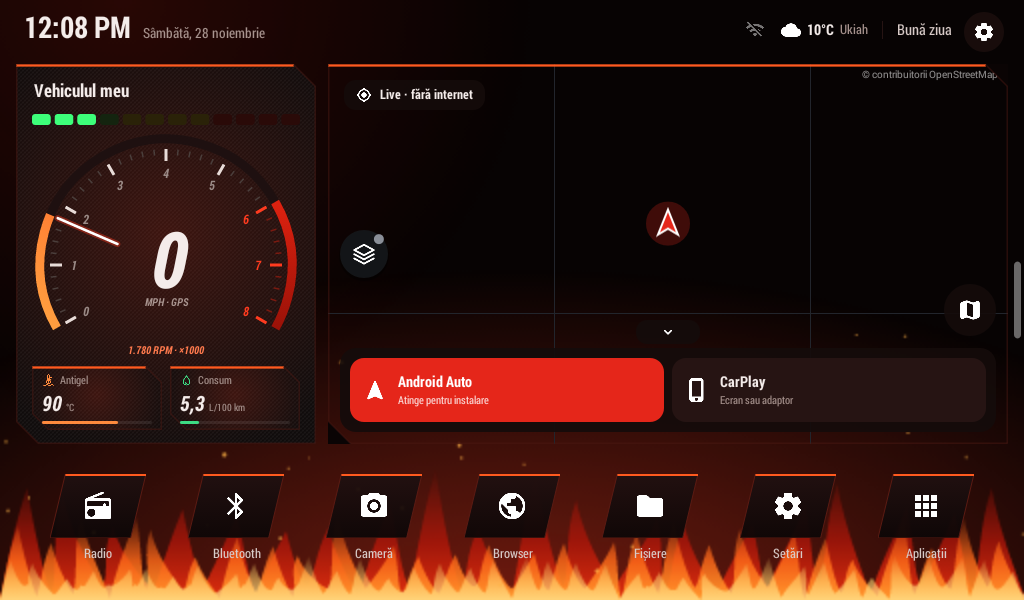 12:08 PM Sâmbătă, 28 noiembrie
10°C Ukiah
Bună ziua
Vehiculul meu
0 1 2 3 4 5 6 7 8
0
MPH · GPS
1.780 RPM · ×1000
Antigel
90 °C
Consum
5,3 L/100 km
© contribuitorii OpenStreetMap
Live · fără internet
Android Auto
Atinge pentru instalare
CarPlay
Ecran sau adaptor
Radio
Bluetooth
Cameră
Browser
Fișiere
Setări
Aplicații